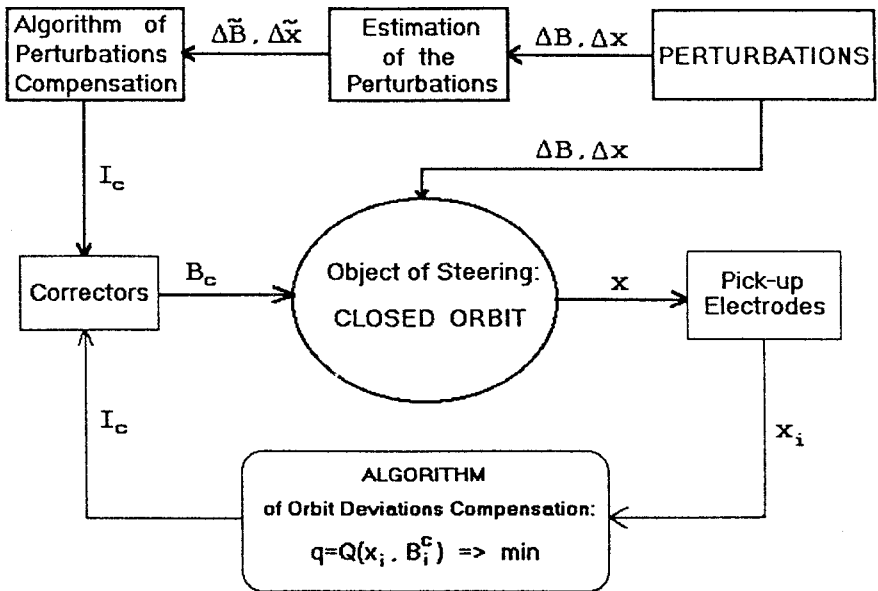 Algorithm of
Perturbations
Compensation
ΔB̃, Δx̃
Estimation
of the
Perturbations
ΔB, Δx
PERTURBATIONS
ΔB, Δx
I_c
Correctors
B_c
Object of Steering:
CLOSED ORBIT
x
Pick-up
Electrodes
I_c
x_i
ALGORITHM
of Orbit Deviations Compensation:
q=Q(x_i, B_i^c) => min